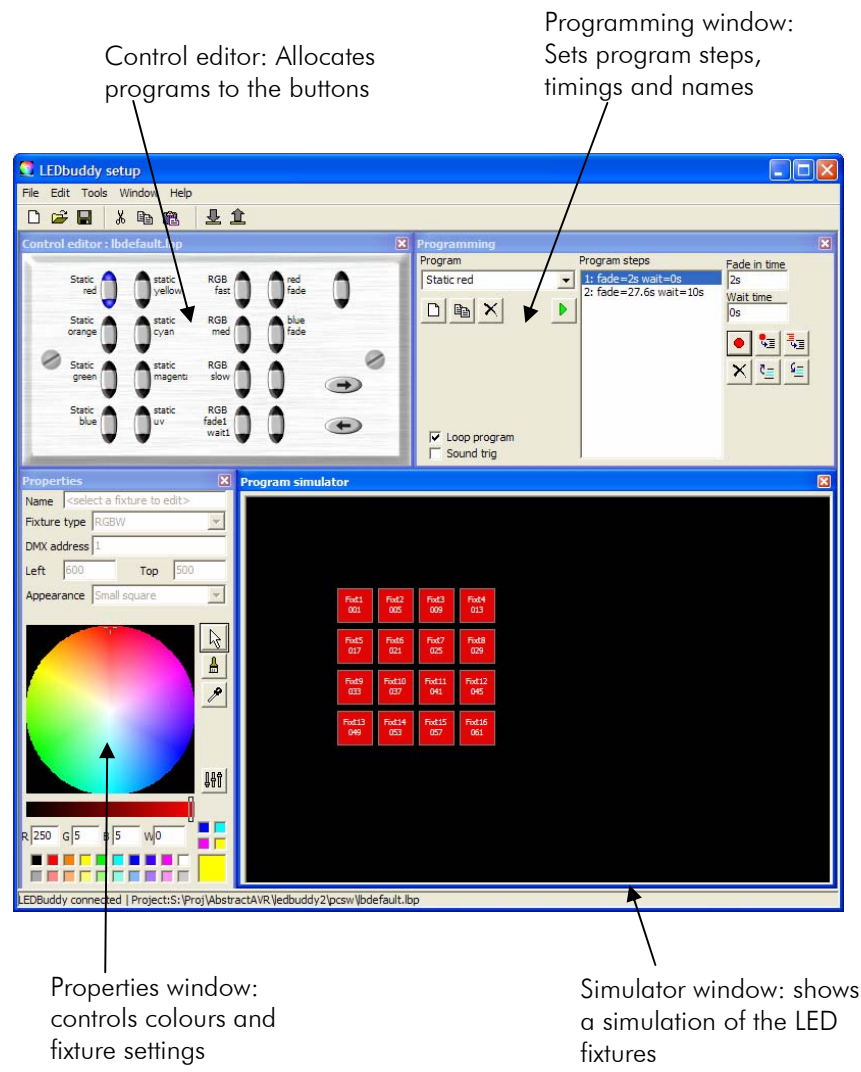 Programming window:
Sets program steps,
timings and names
Control editor: Allocates
programs to the buttons
LEDbuddy setup
File Edit Tools Window Help
Control editor : lbdefault.lbp
Static
red
static
yellow
RGB
fast
red
fade
Static
orange
static
cyan
RGB
med
blue
fade
Static
green
static
magenta
RGB
slow
Static
blue
static
uv
RGB
fade1
wait1
Programming
Program
Static red
Loop program
Sound trig
Program steps
1: fade=2s wait=0s
2: fade=27.6s wait=10s
Fade in time
2s
Wait time
0s
Properties
Name <select a fixture to edit>
Fixture type RGBW
DMX address 1
Left 600 Top 500
Appearance Small square
R 250 G 5 B 5 W 0
Program simulator
Fixt1 Fixt2 Fixt3 Fixt4
001 005 009 013
Fixt5 Fixt6 Fixt7 Fixt8
017 021 025 029
Fixt9 Fixt10 Fixt11 Fixt12
033 037 041 045
Fixt13 Fixt14 Fixt15 Fixt16
049 053 057 061
LEDBuddy connected | Project:S:\Proj\AbstractAVR\ledbuddy2\pcsw\lbdefault.lbp
Properties window:
controls colours and
fixture settings
Simulator window: shows
a simulation of the LED
fixtures